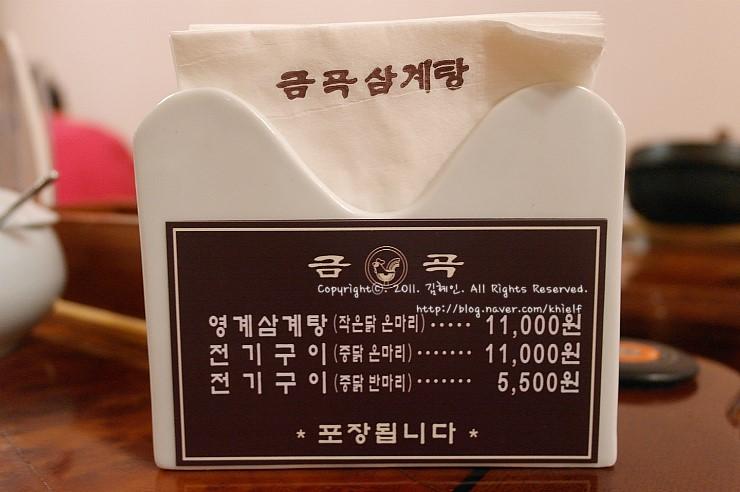 금곡삼계탕
금 곡
Copyrightⓒ. 2011. 김혜인. All Rights Reserved.
http://blog.naver.com/khielf
영계삼계탕 (작은닭 온마리) ····· 11,000원
전 기 구 이 (중닭 온마리) ······· 11,000원
전 기 구 이 (중닭 반마리) ······· 5,500원
* 포장됩니다 *